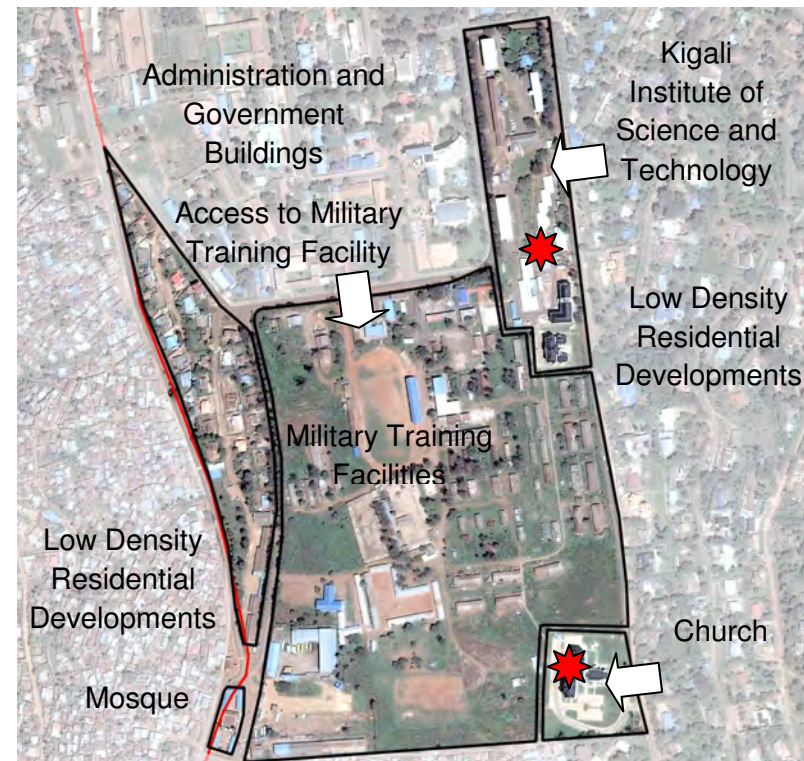 Administration and
Government
Buildings
Kigali
Institute of
Science and
Technology
Access to Military
Training Facility
Low Density
Residential
Developments
Military Training
Facilities
Low Density
Residential
Developments
Church
Mosque